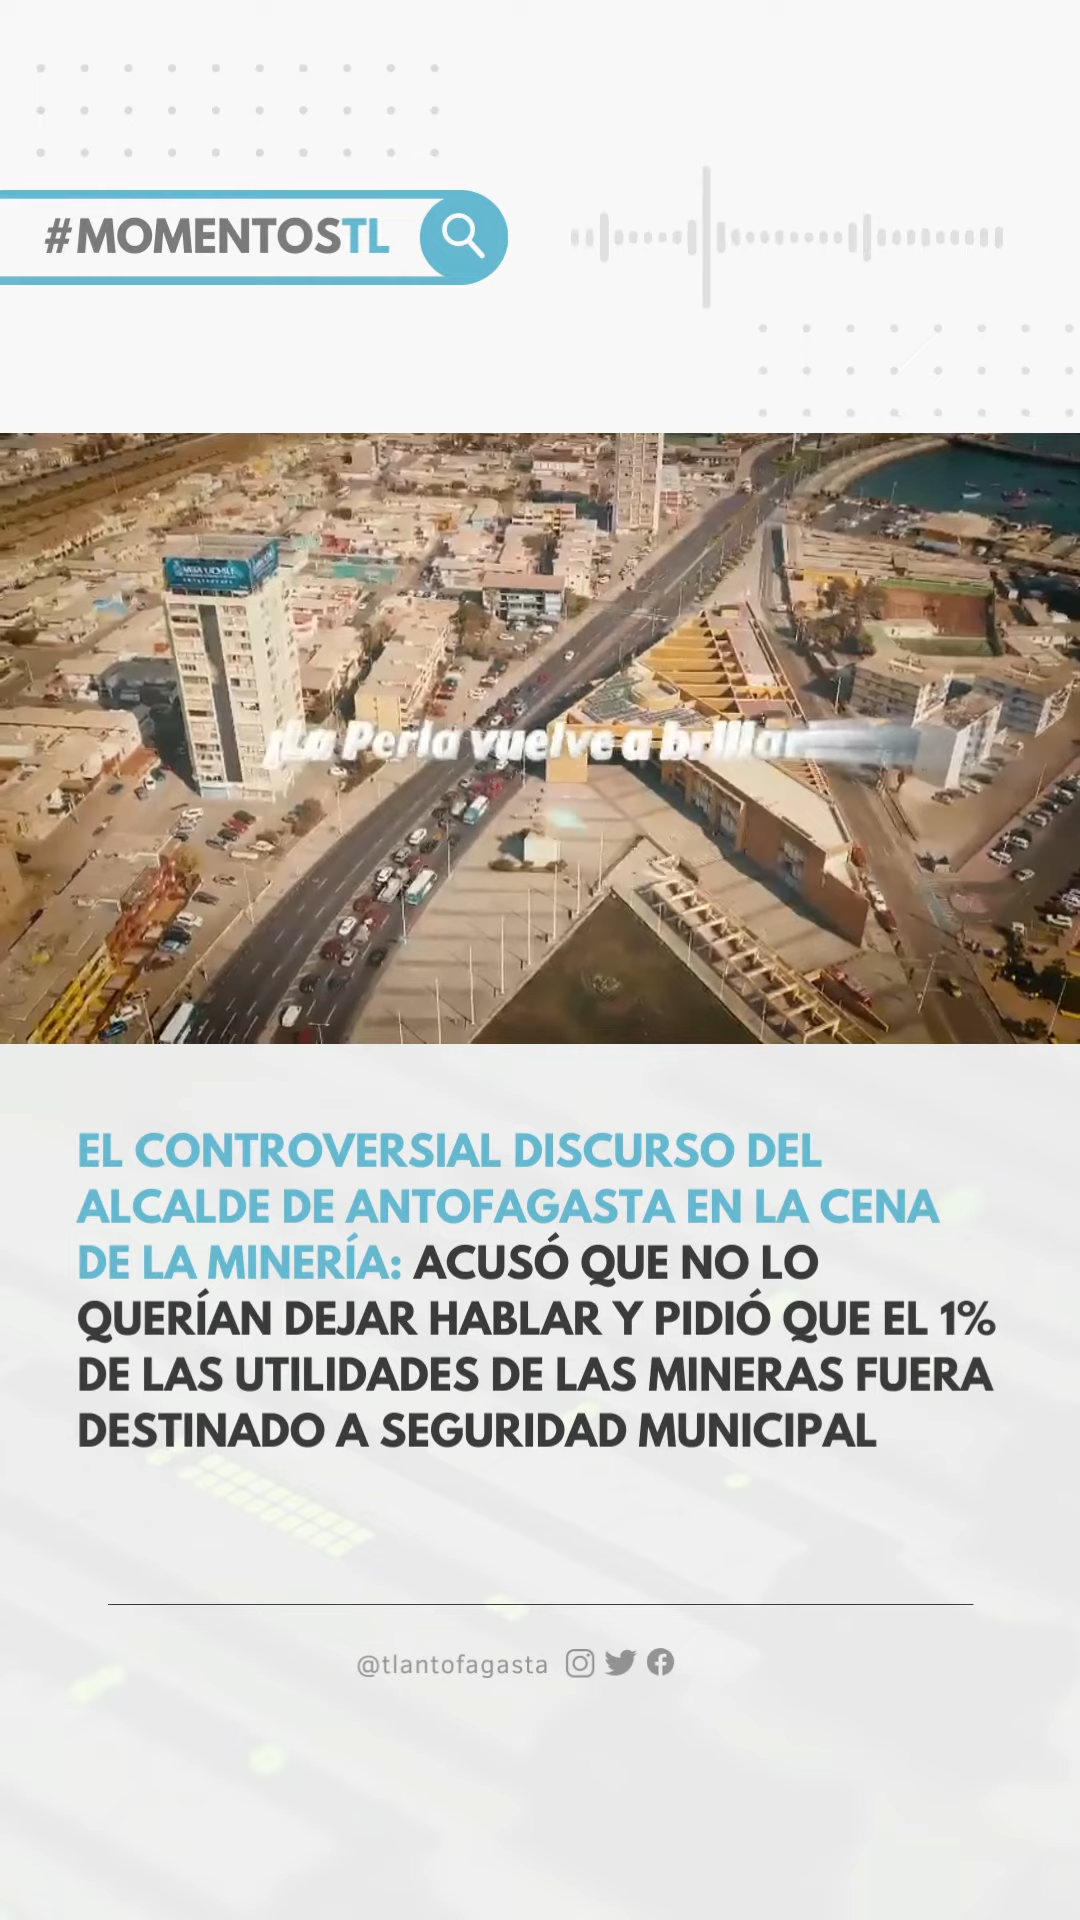 #MOMENTOSTL
¡La Perla vuelve a brillar
EL CONTROVERSIAL DISCURSO DEL
ALCALDE DE ANTOFAGASTA EN LA CENA
DE LA MINERÍA: ACUSÓ QUE NO LO
QUERÍAN DEJAR HABLAR Y PIDIÓ QUE EL 1%
DE LAS UTILIDADES DE LAS MINERAS FUERA
DESTINADO A SEGURIDAD MUNICIPAL
@tlantofagasta